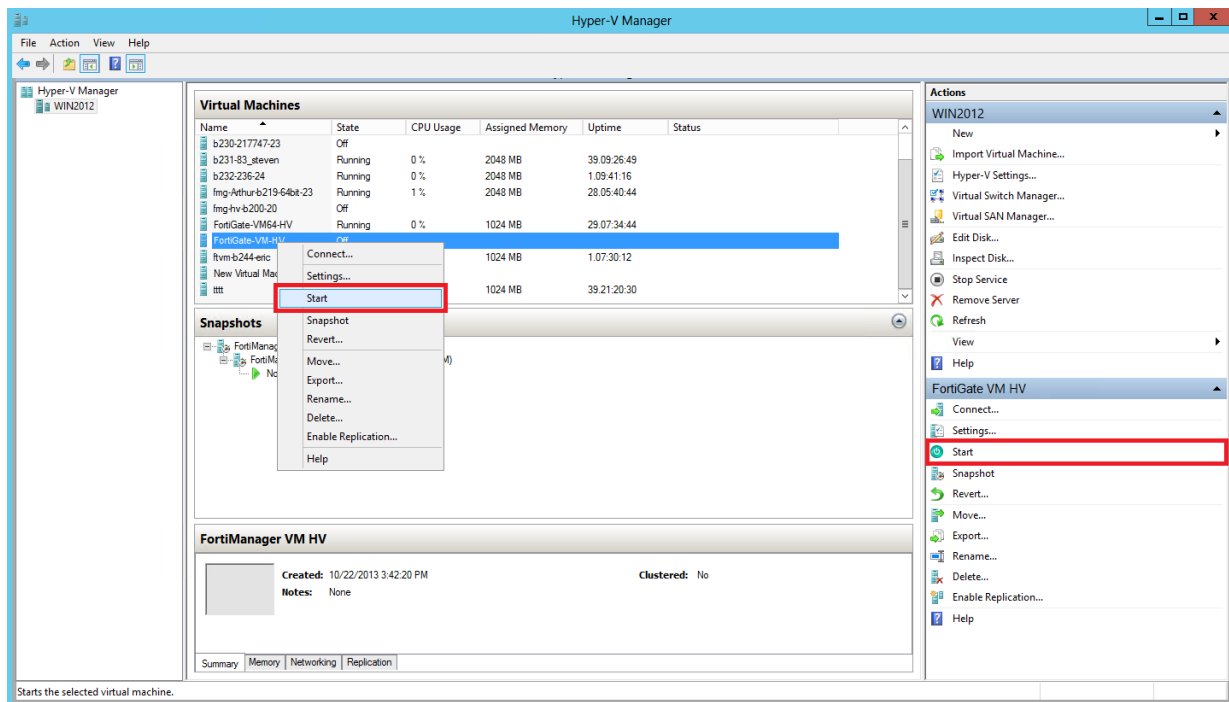 Hyper-V Manager
File Action View Help
Hyper-V Manager
WIN2012
Virtual Machines
Name State CPU Usage Assigned Memory Uptime Status
b230-217747-23 Off
b231-83_steven Running 0 % 2048 MB 39.09:26:49
b232-236-24 Running 0 % 2048 MB 1.09:41:16
fmg-Arthur-b219-64bit-23 Running 1 % 2048 MB 28.05:40:44
fmg-hv-b200-20 Off
FortiGate-VM64-HV Running 0 % 1024 MB 29.07:34:44
FortiGate-VM-HV Off
ftvm-b244-eric 1024 MB 1.07:30:12
New Virtual Mac
tttt 1024 MB 39.21:20:30
Connect...
Settings...
Start
Snapshot
Revert...
Move...
Export...
Rename...
Delete...
Enable Replication...
Help
Snapshots
FortiManag
FortiMa M)
No
FortiManager VM HV
Created: 10/22/2013 3:42:20 PM Clustered: No
Notes: None
Summary Memory Networking Replication
Actions
WIN2012
New
Import Virtual Machine...
Hyper-V Settings...
Virtual Switch Manager...
Virtual SAN Manager...
Edit Disk...
Inspect Disk...
Stop Service
Remove Server
Refresh
View
Help
FortiGate VM HV
Connect...
Settings...
Start
Snapshot
Revert...
Move...
Export...
Rename...
Delete...
Enable Replication...
Help
Starts the selected virtual machine.